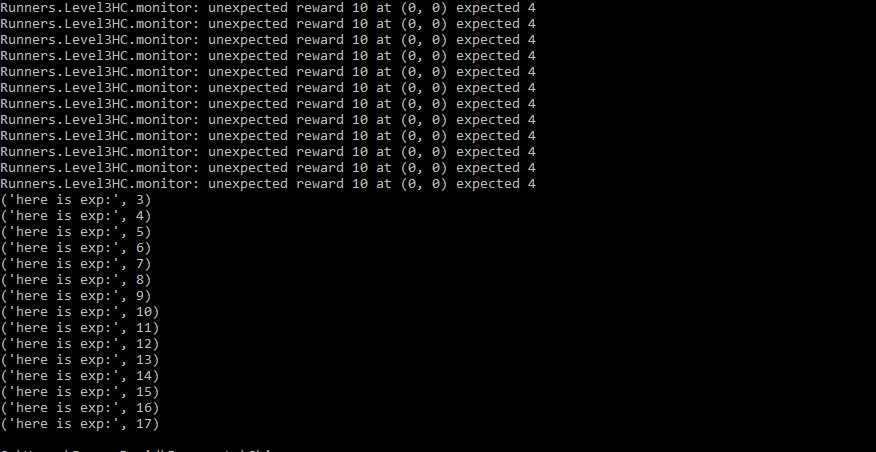 Runners.Level3HC.monitor: unexpected reward 10 at (0, 0) expected 4
Runners.Level3HC.monitor: unexpected reward 10 at (0, 0) expected 4
Runners.Level3HC.monitor: unexpected reward 10 at (0, 0) expected 4
Runners.Level3HC.monitor: unexpected reward 10 at (0, 0) expected 4
Runners.Level3HC.monitor: unexpected reward 10 at (0, 0) expected 4
Runners.Level3HC.monitor: unexpected reward 10 at (0, 0) expected 4
Runners.Level3HC.monitor: unexpected reward 10 at (0, 0) expected 4
Runners.Level3HC.monitor: unexpected reward 10 at (0, 0) expected 4
Runners.Level3HC.monitor: unexpected reward 10 at (0, 0) expected 4
Runners.Level3HC.monitor: unexpected reward 10 at (0, 0) expected 4
Runners.Level3HC.monitor: unexpected reward 10 at (0, 0) expected 4
Runners.Level3HC.monitor: unexpected reward 10 at (0, 0) expected 4
('here is exp:', 3)
('here is exp:', 4)
('here is exp:', 5)
('here is exp:', 6)
('here is exp:', 7)
('here is exp:', 8)
('here is exp:', 9)
('here is exp:', 10)
('here is exp:', 11)
('here is exp:', 12)
('here is exp:', 13)
('here is exp:', 14)
('here is exp:', 15)
('here is exp:', 16)
('here is exp:', 17)